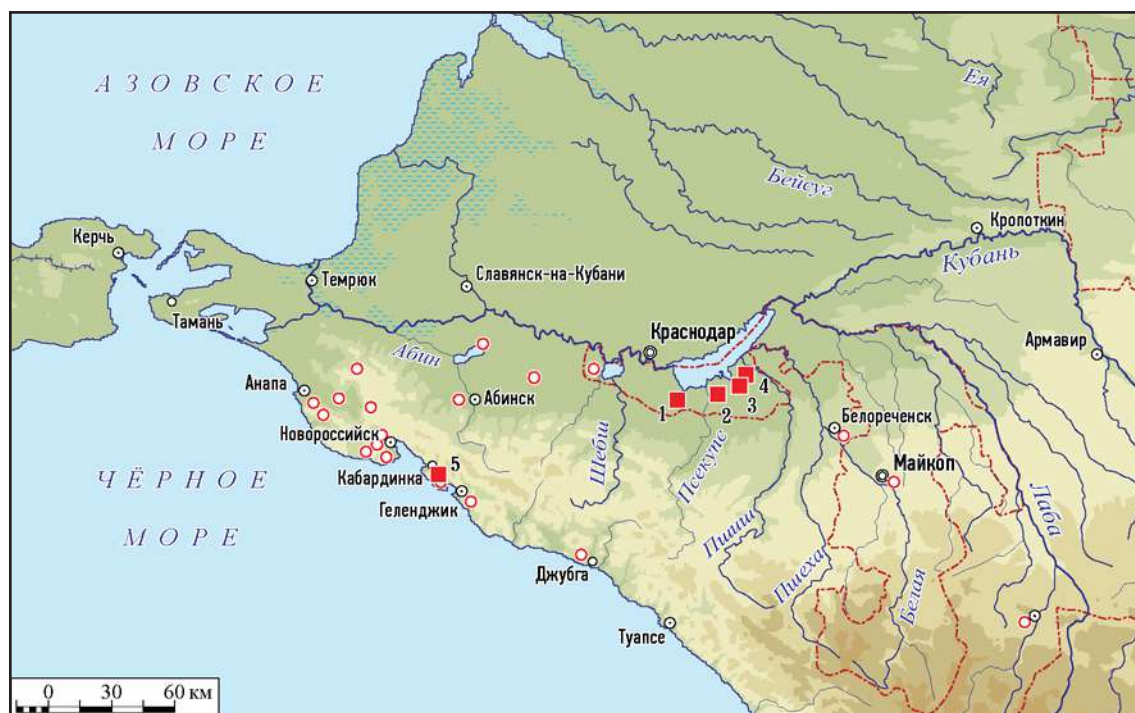 АЗОВСКОЕ
МОРЕ
Ея
Бейсуг
Керчь
Кропоткин
Кубань
Темрюк
Славянск-на-Кубани
Тамань
Краснодар
Абин
Армавир
Анапа
Абинск
1
2
3
4
Белореченск
Новороссийск
Шебш
Псекупс
Майкоп
5
Кабардинка
Геленджик
Лаба
ЧЁРНОЕ
МОРЕ
Пшиш
Пшеха
Белая
Джубга
Туапсе
0 30 60 км